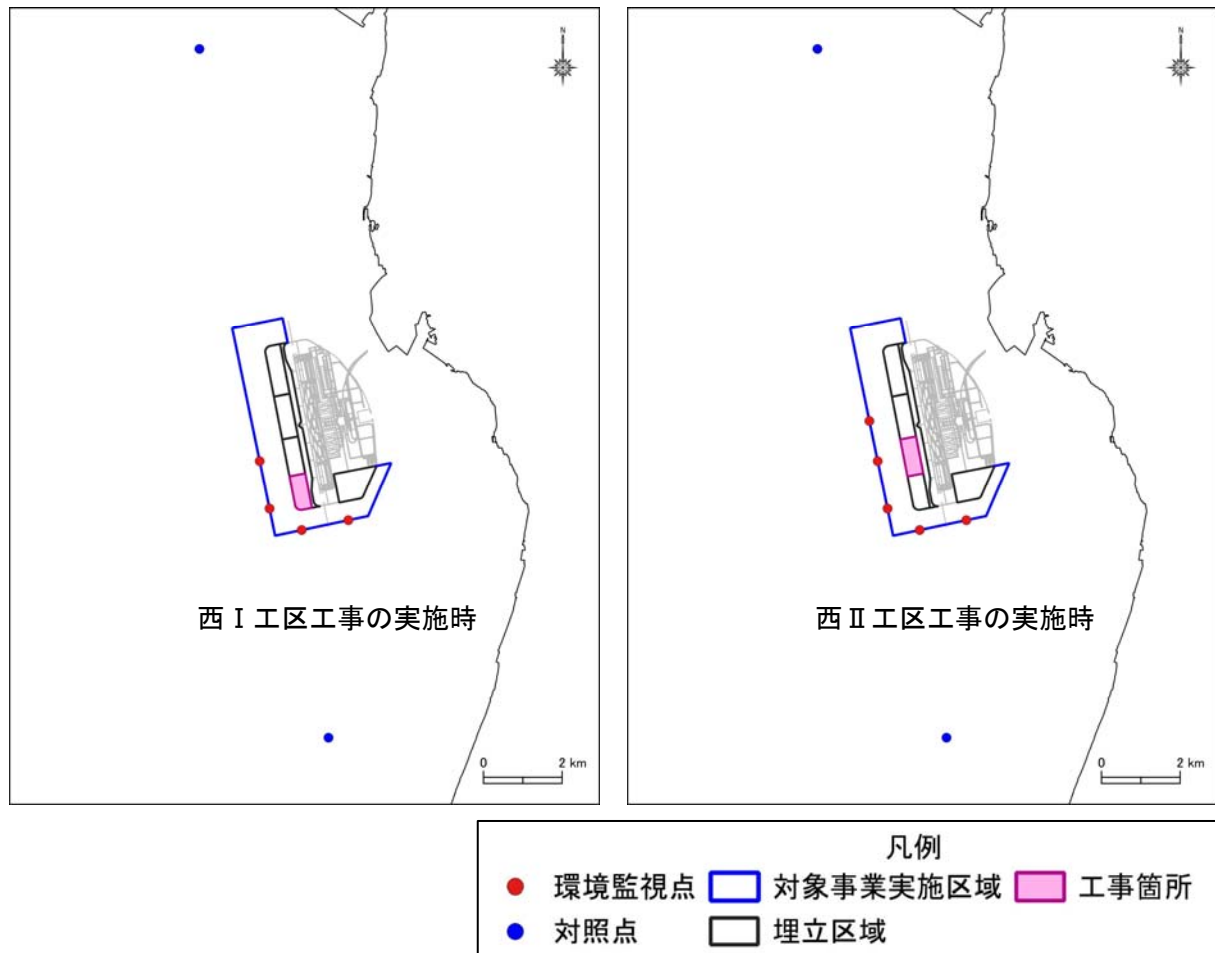 N
西Ⅰ工区工事の実施時
0 2 km
N
西Ⅱ工区工事の実施時
0 2 km
凡例
環境監視点 対象事業実施区域 工事箇所
対照点 埋立区域